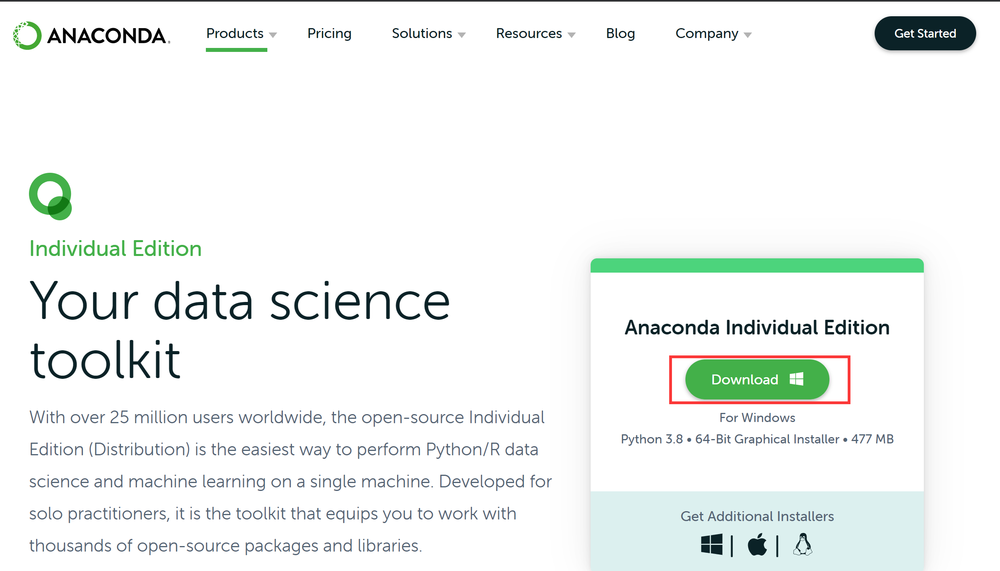 ANACONDA®
Products
Pricing
Solutions
Resources
Blog
Company
Get Started
Individual Edition
Your data science
toolkit
With over 25 million users worldwide, the open-source Individual
Edition (Distribution) is the easiest way to perform Python/R data
science and machine learning on a single machine. Developed for
solo practitioners, it is the toolkit that equips you to work with
thousands of open-source packages and libraries.
Anaconda Individual Edition
Download
For Windows
Python 3.8 • 64-Bit Graphical Installer • 477 MB
Get Additional Installers